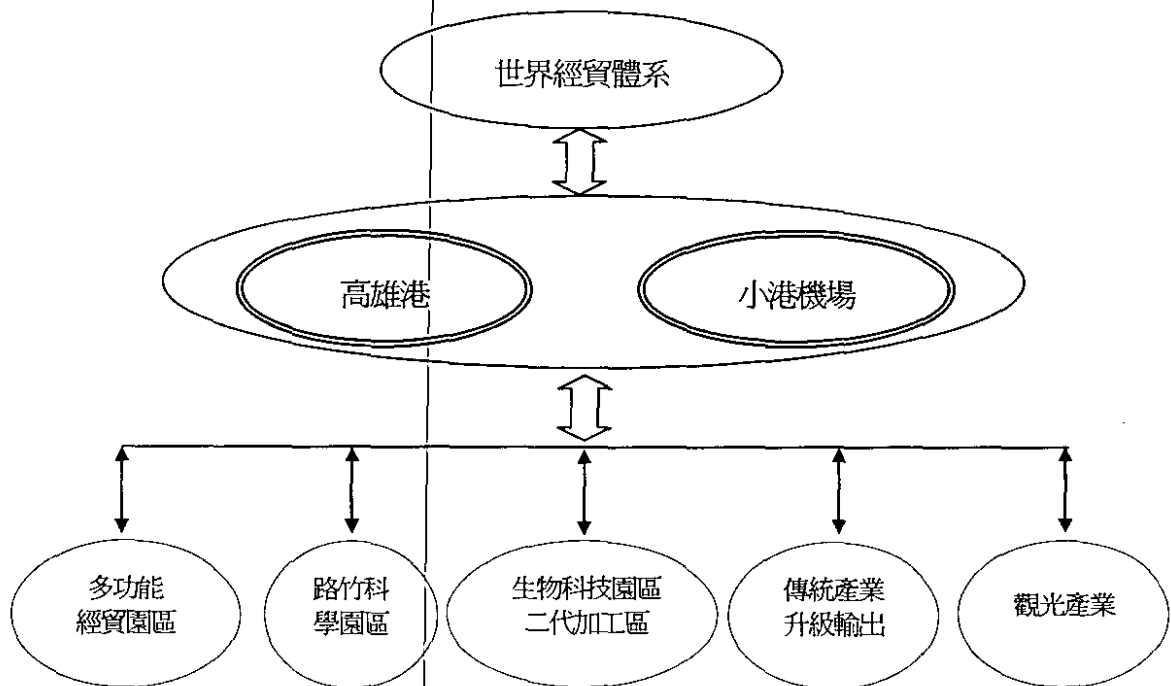 世界經貿體系
高雄港
小港機場
多功能
經貿園區
路竹科
學園區
生物科技園區
二代加工區
傳統產業
升級輸出
觀光產業